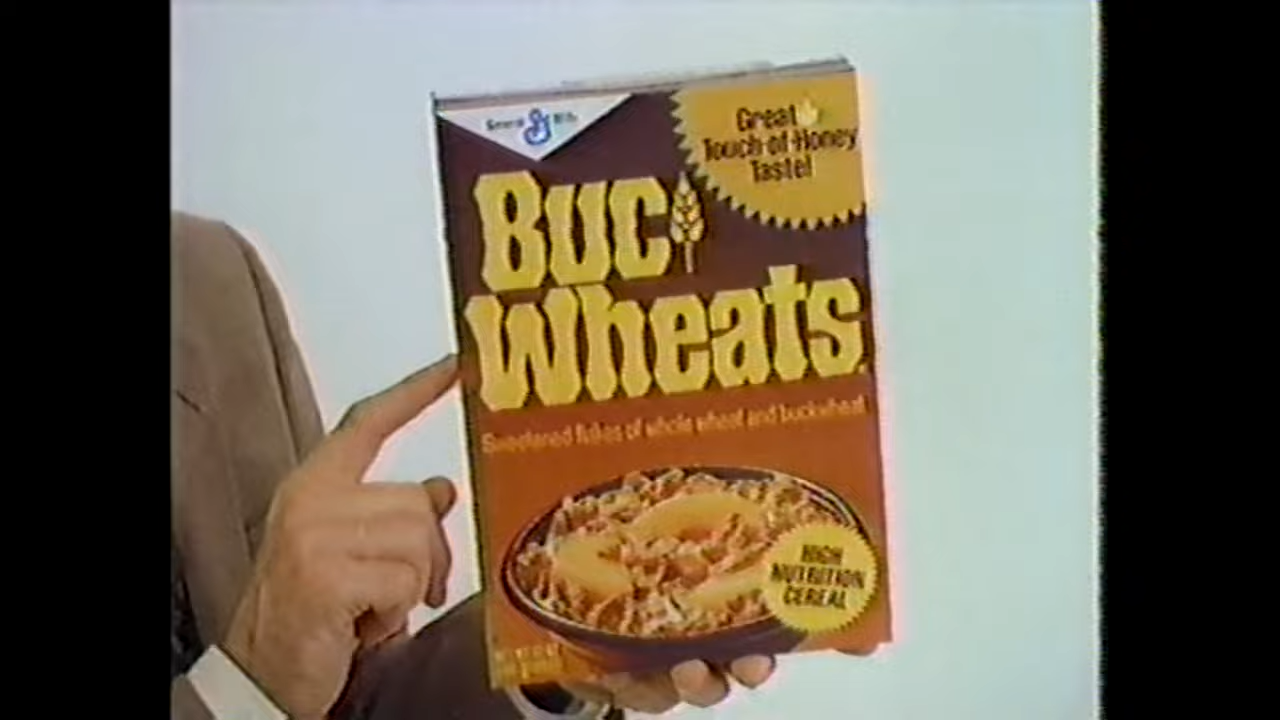 General Mills
Great
Touch-of-Honey
Taste!
Buc
Wheats
Sweetened flakes of whole wheat and buckwheat
HIGH
NUTRITION
CEREAL